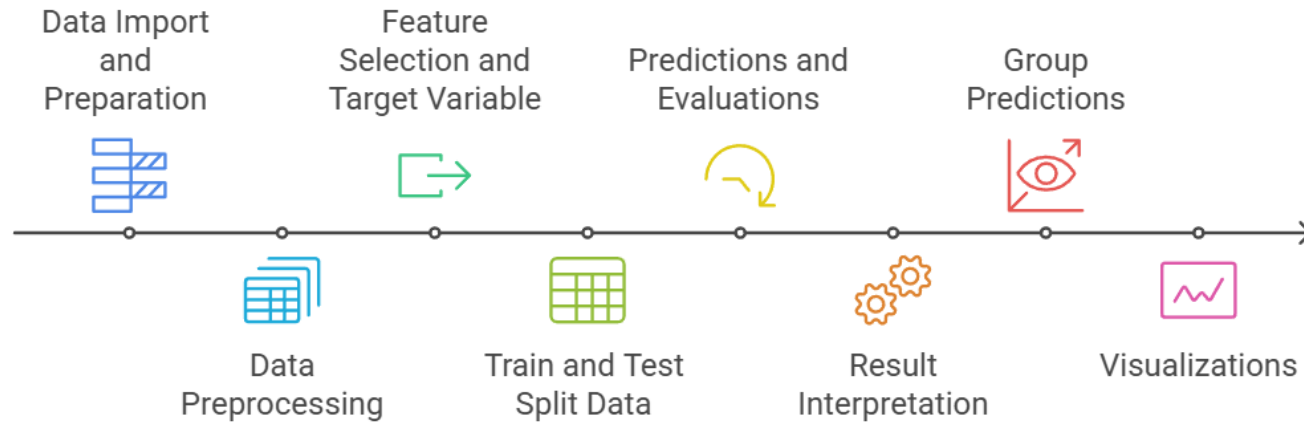 Data Import
and
Preparation
Feature
Selection and
Target Variable
Predictions and
Evaluations
Group
Predictions
Data
Preprocessing
Train and Test
Split Data
Result
Interpretation
Visualizations